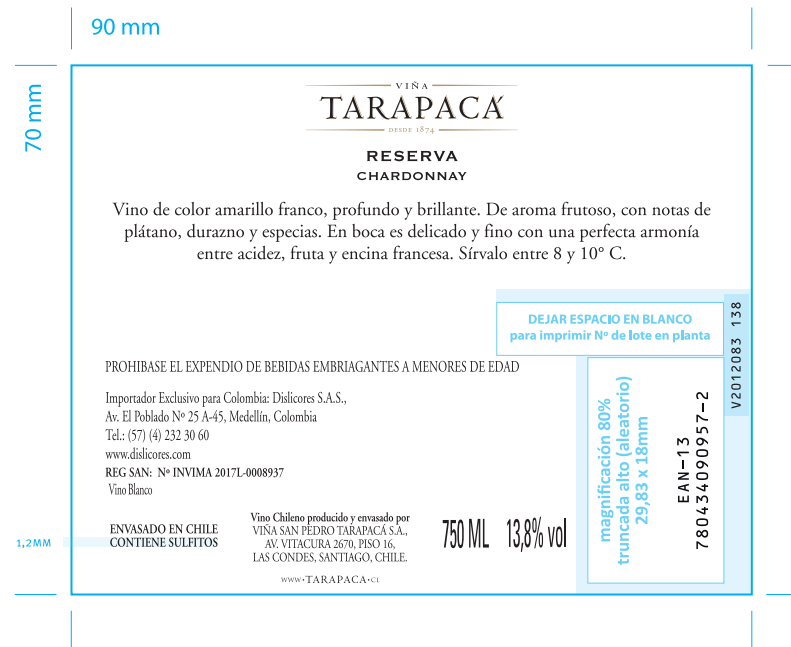 90 mm
70 mm
VIÑA
TARAPACÁ
DESDE 1874
RESERVA
CHARDONNAY
Vino de color amarillo franco, profundo y brillante. De aroma frutoso, con notas de
plátano, durazno y especias. En boca es delicado y fino con una perfecta armonía
entre acidez, fruta y encina francesa. Sírvalo entre 8 y 10° C.
DEJAR ESPACIO EN BLANCO
para imprimir Nº de lote en planta
V2012083 138
PROHIBASE EL EXPENDIO DE BEBIDAS EMBRIAGANTES A MENORES DE EDAD
Importador Exclusivo para Colombia: Dislicores S.A.S.,
Av. El Poblado Nº 25 A-45, Medellín, Colombia
Tel.: (57) (4) 232 30 60
www.dislicores.com
REG SAN: Nº INVIMA 2017L-0008937
Vino Blanco
magnificación 80%
truncada alto (aleatorio)
29,83 x 18mm
EAN-13
780434090957-2
1,2MM
ENVASADO EN CHILE
CONTIENE SULFITOS
Vino Chileno producido y envasado por
VIÑA SAN PEDRO TARAPACÁ S.A.,
AV. VITACURA 2670, PISO 16,
LAS CONDES, SANTIAGO, CHILE.
WWW•TARAPACA•CL
750 ML 13,8% vol